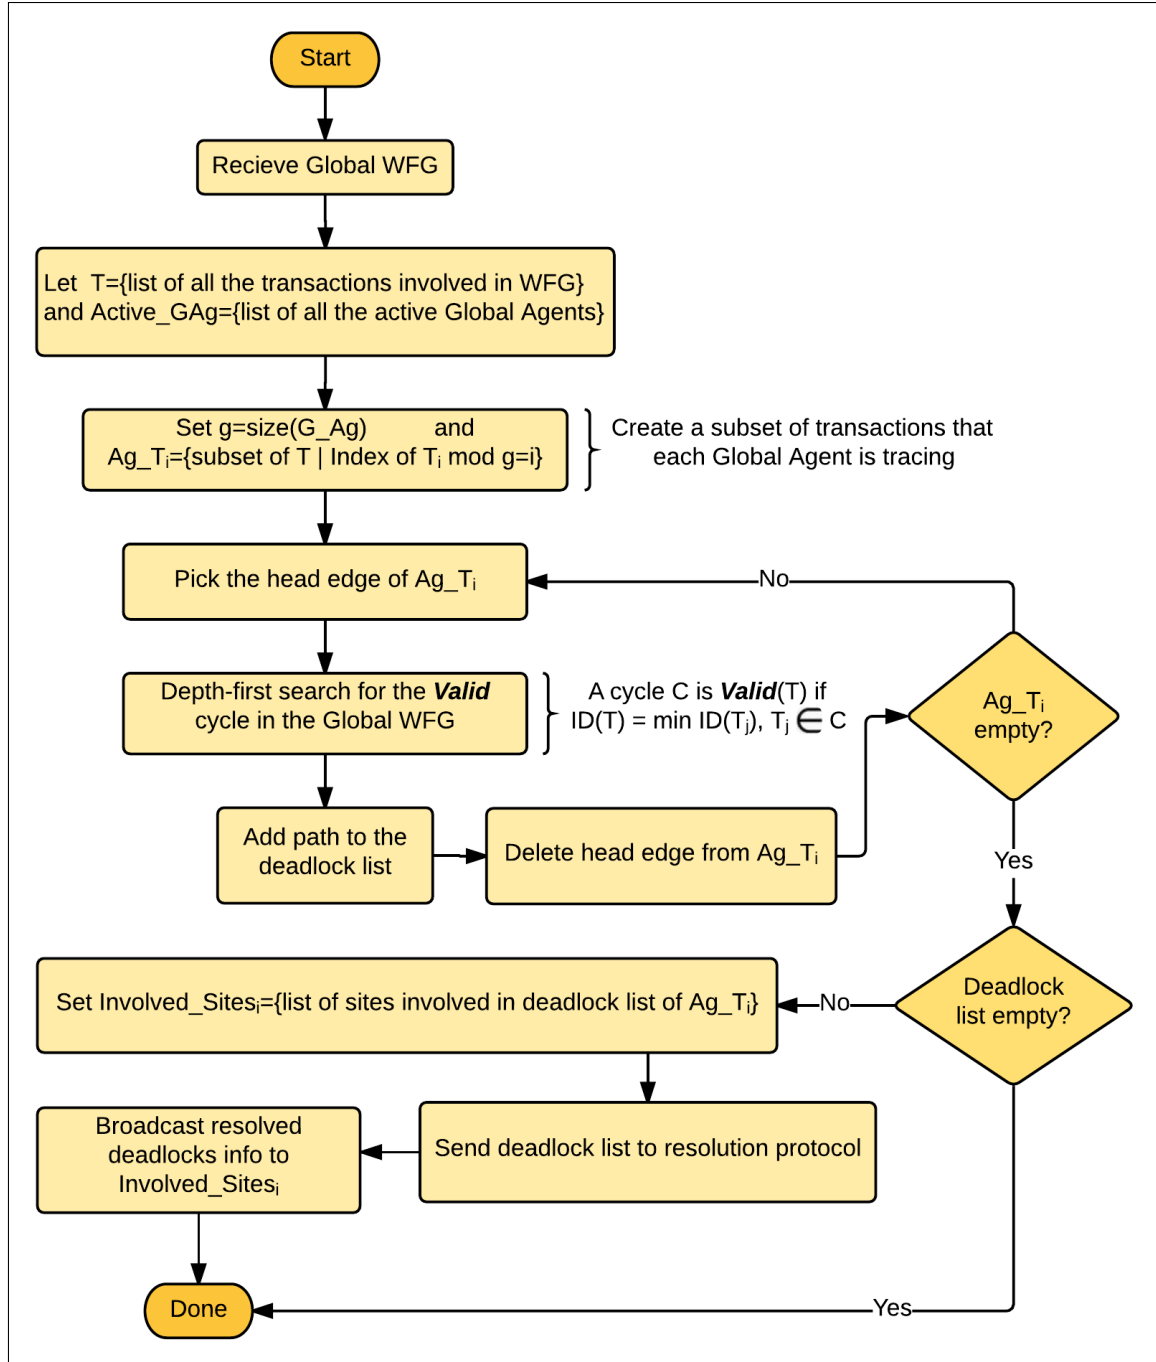 Start
Recieve Global WFG
Let  T={list of all the transactions involved in WFG}
and Active_GAg={list of all the active Global Agents}
Set g=size(G_Ag)          and
Ag_Tᵢ={subset of T | Index of Tᵢ mod g=i}
Create a subset of transactions that
each Global Agent is tracing
Pick the head edge of Ag_Tᵢ
No
Depth-first search for the Valid
cycle in the Global WFG
A cycle C is Valid(T) if
ID(T) = min ID(Tⱼ), Tⱼ ∈ C
Ag_Tᵢ
empty?
Add path to the
deadlock list
Delete head edge from Ag_Tᵢ
Yes
Deadlock
list empty?
No
Set Involved_Sitesᵢ={list of sites involved in deadlock list of Ag_Tᵢ}
Send deadlock list to resolution protocol
Broadcast resolved
deadlocks info to
Involved_Sitesᵢ
Done
Yes